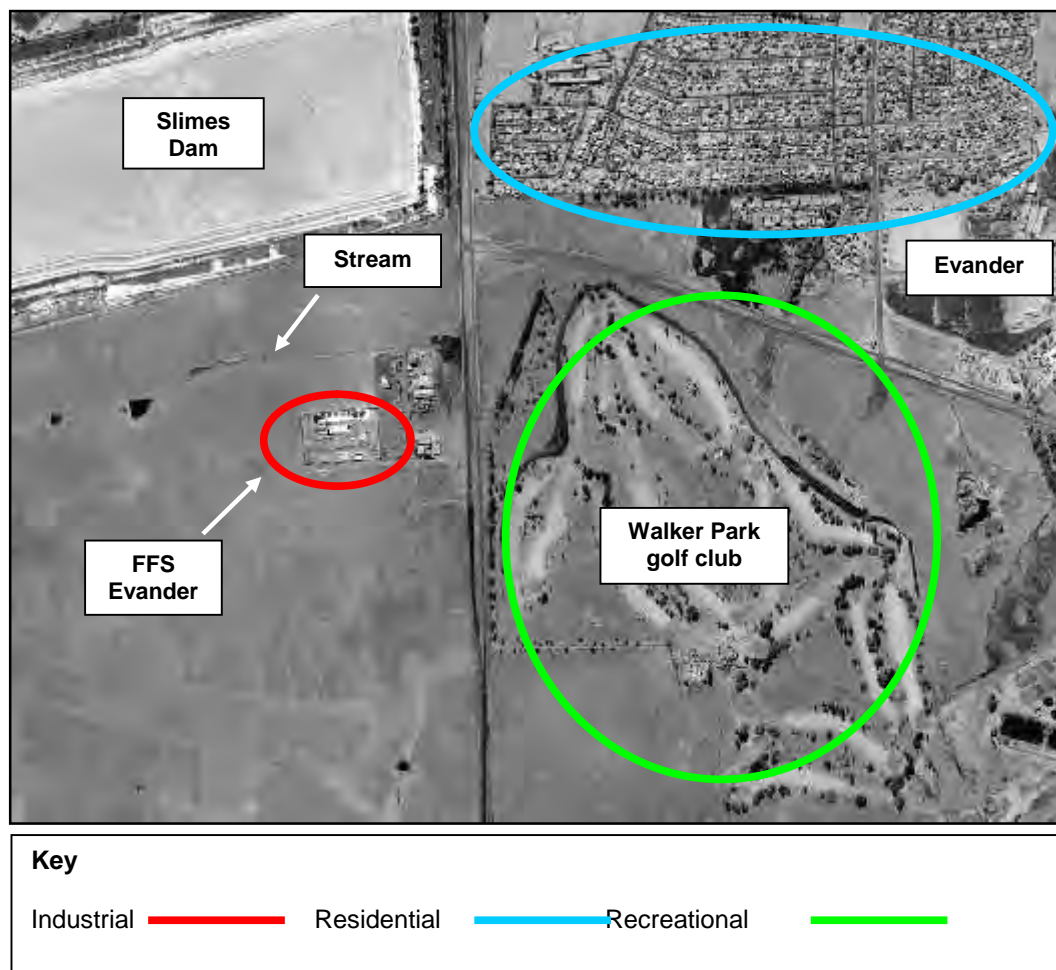 Slimes
Dam
Stream
Evander
Walker Park
golf club
FFS
Evander
Key
Industrial
Residential
Recreational